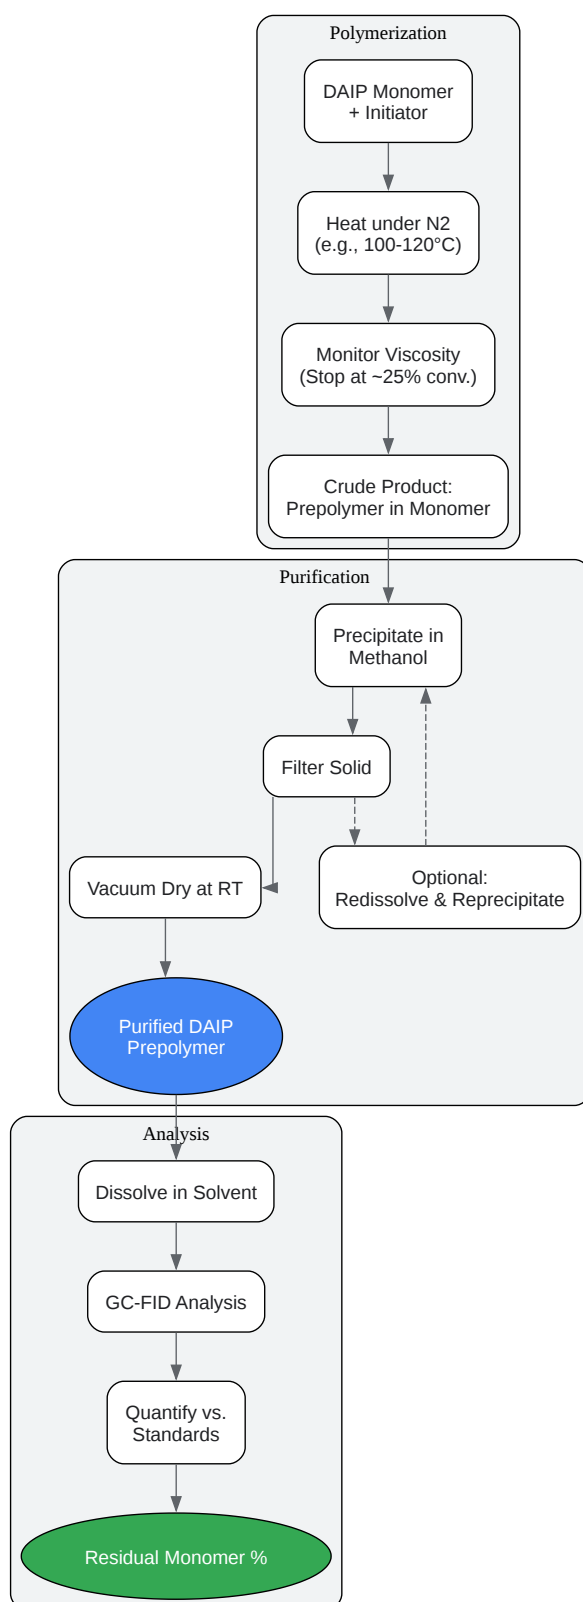 Polymerization
DAIP Monomer
+ Initiator
Heat under N2
(e.g., 100-120°C)
Monitor Viscosity
(Stop at ~25% conv.)
Crude Product:
Prepolymer in Monomer
Purification
Precipitate in
Methanol
Filter Solid
Vacuum Dry at RT
Optional:
Redissolve & Reprecipitate
Purified DAIP
Prepolymer
Analysis
Dissolve in Solvent
GC-FID Analysis
Quantify vs.
Standards
Residual Monomer %